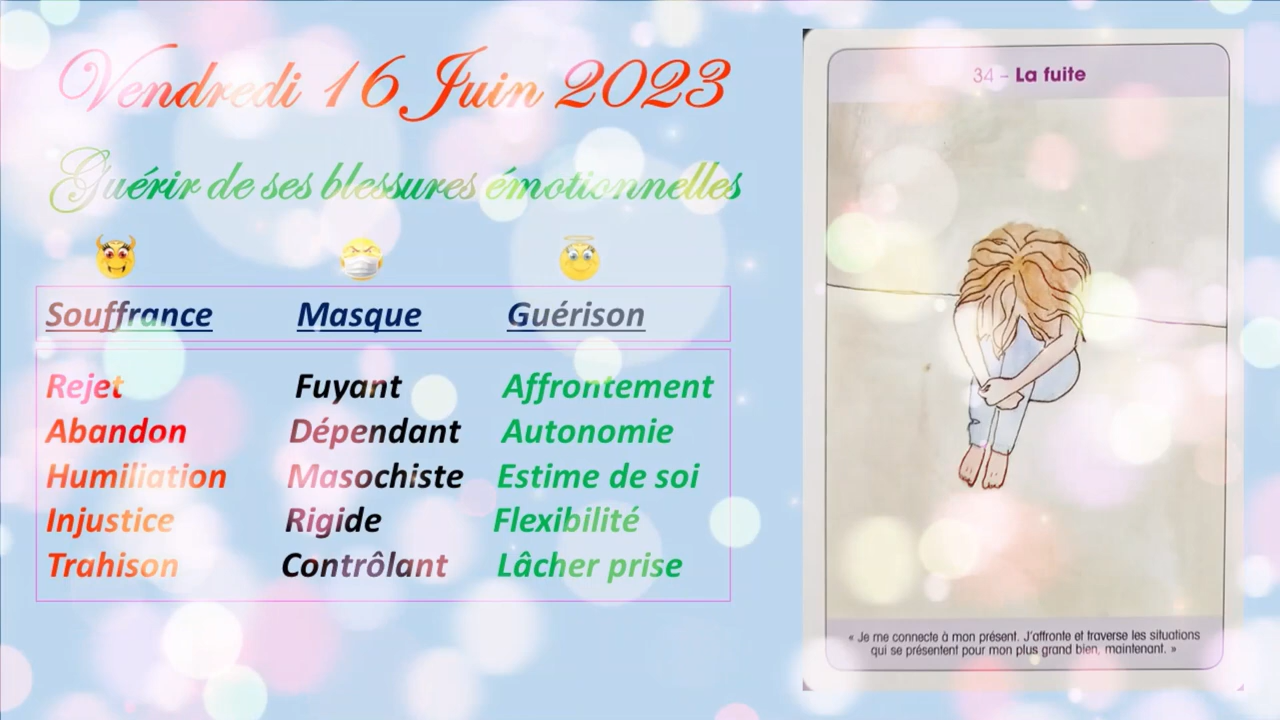 Vendredi 16 Juin 2023
Guérir de ses blessures émotionnelles
Souffrance Masque Guérison
Rejet Fuyant Affrontement
Abandon Dépendant Autonomie
Humiliation Masochiste Estime de soi
Injustice Rigide Flexibilité
Trahison Contrôlant Lâcher prise
34 – La fuite
« Je me connecte à mon présent. J'affronte et traverse les situations
qui se présentent pour mon plus grand bien, maintenant. »